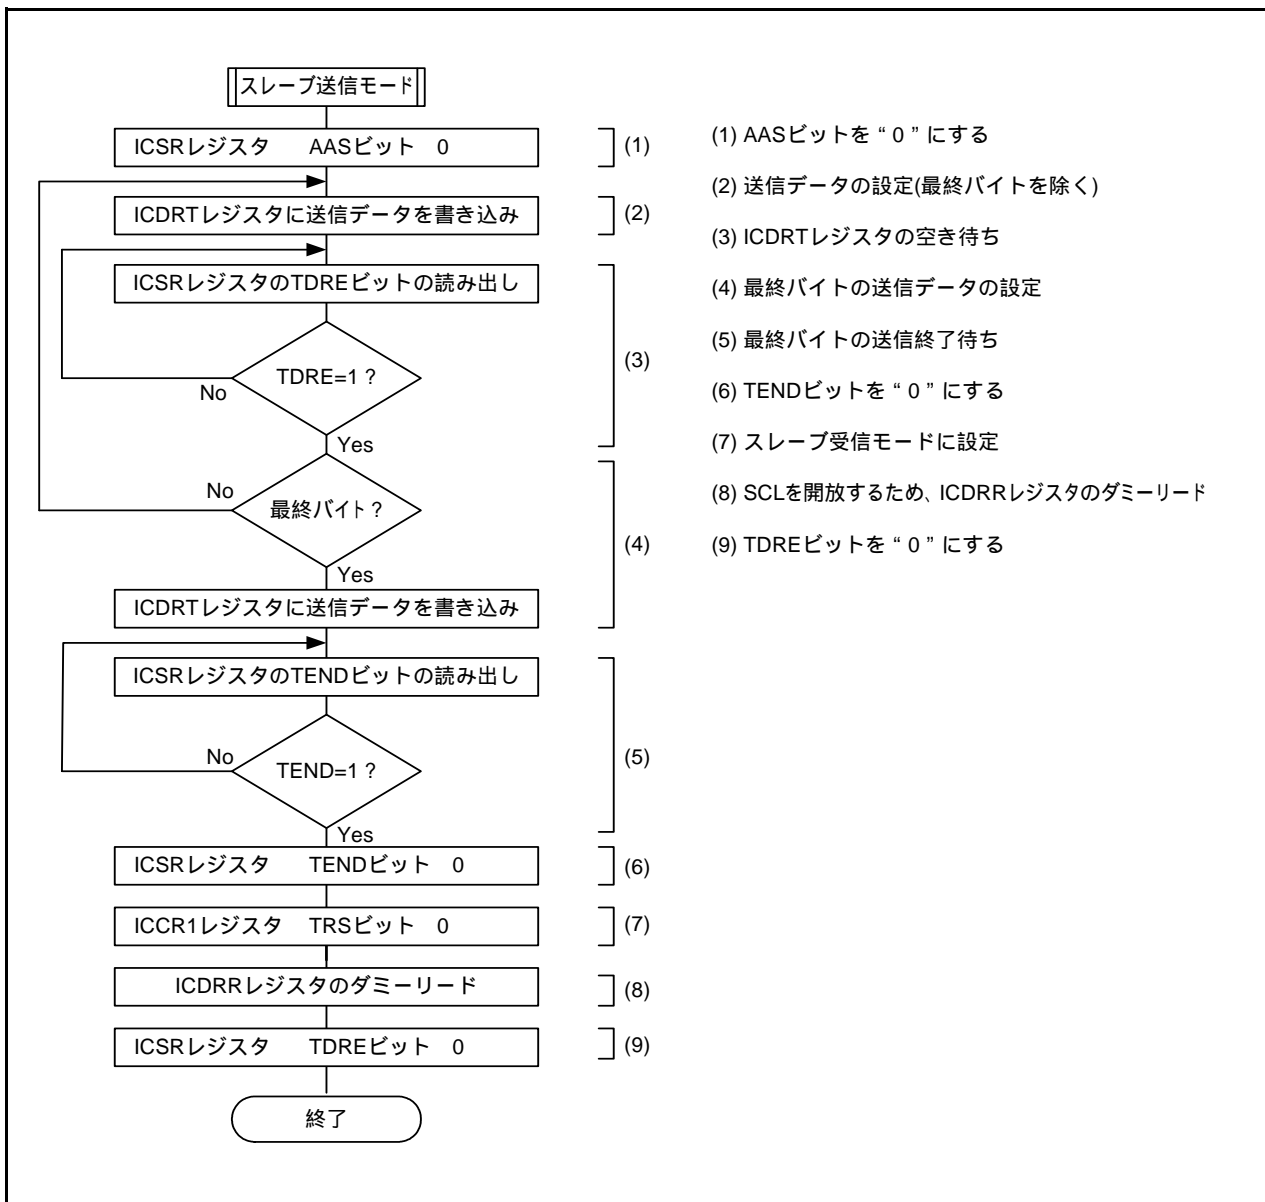 スレーブ送信モード
ICSRレジスタ AASビット 0
(1)
ICDRTレジスタに送信データを書き込み
(2)
ICSRレジスタのTDREビットの読み出し
TDRE=1 ?
No
Yes
(3)
最終バイト ?
No
Yes
(4)
ICDRTレジスタに送信データを書き込み
ICSRレジスタのTENDビットの読み出し
TEND=1 ?
No
Yes
(5)
ICSRレジスタ TENDビット 0
(6)
ICCR1レジスタ TRSビット 0
(7)
ICDRRレジスタのダミーリード
(8)
ICSRレジスタ TDREビット 0
(9)
終了
(1) AASビットを “ 0 ” にする
(2) 送信データの設定(最終バイトを除く)
(3) ICDRTレジスタの空き待ち
(4) 最終バイトの送信データの設定
(5) 最終バイトの送信終了待ち
(6) TENDビットを “ 0 ” にする
(7) スレーブ受信モードに設定
(8) SCLを開放するため、ICDRRレジスタのダミーリード
(9) TDREビットを “ 0 ” にする